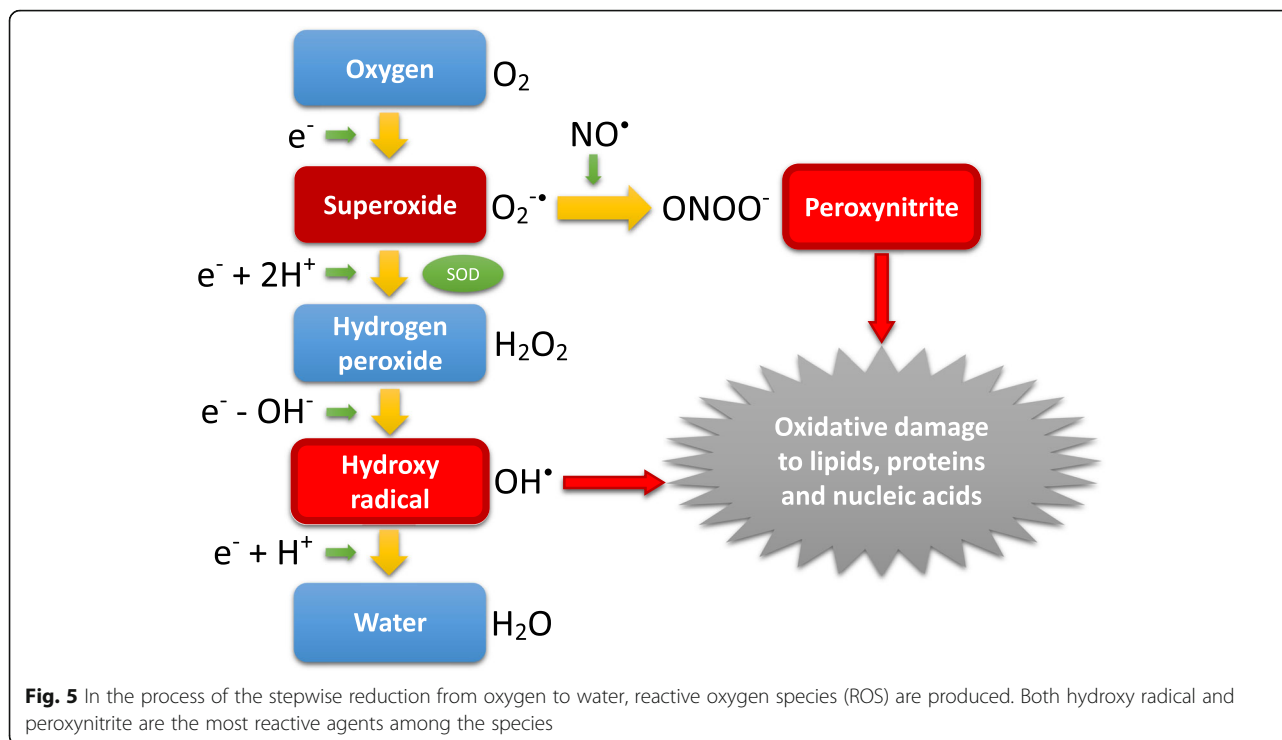 Oxygen O₂
e⁻
NO•
Superoxide O₂⁻• ONOO⁻ Peroxynitrite
e⁻ + 2H⁺ SOD
Hydrogen
peroxide H₂O₂
e⁻ - OH⁻
Hydroxy
radical OH•
Oxidative damage
to lipids, proteins
and nucleic acids
e⁻ + H⁺
Water H₂O
Fig. 5 In the process of the stepwise reduction from oxygen to water, reactive oxygen species (ROS) are produced. Both hydroxy radical and
peroxynitrite are the most reactive agents among the species